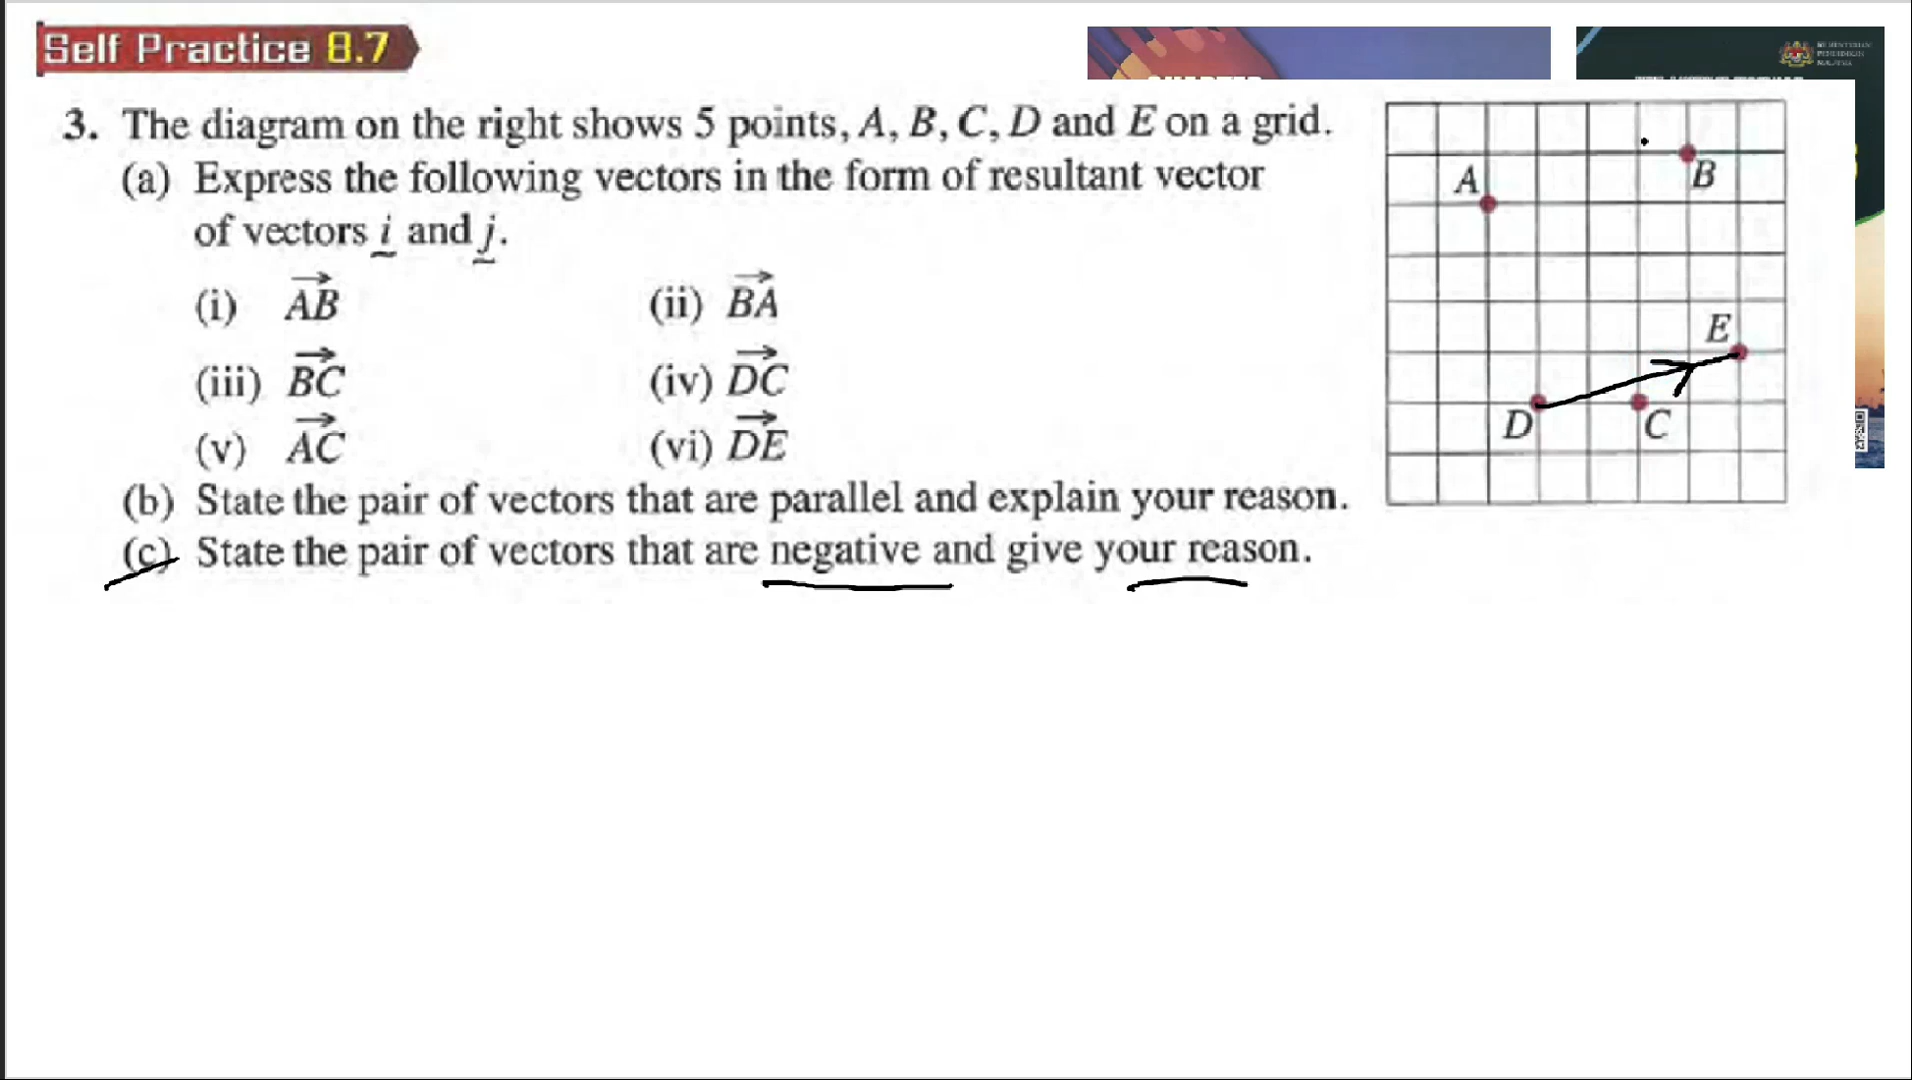 Self Practice 8.7
KEMENTERIAN
PENDIDIKAN
MALAYSIA
3. The diagram on the right shows 5 points, A, B, C, D and E on a grid.
(a) Express the following vectors in the form of resultant vector
of vectors i and j.
(i) AB (ii) BA
(iii) BC (iv) DC
(v) AC (vi) DE
(b) State the pair of vectors that are parallel and explain your reason.
(c) State the pair of vectors that are negative and give your reason.
A
B
E
D
C